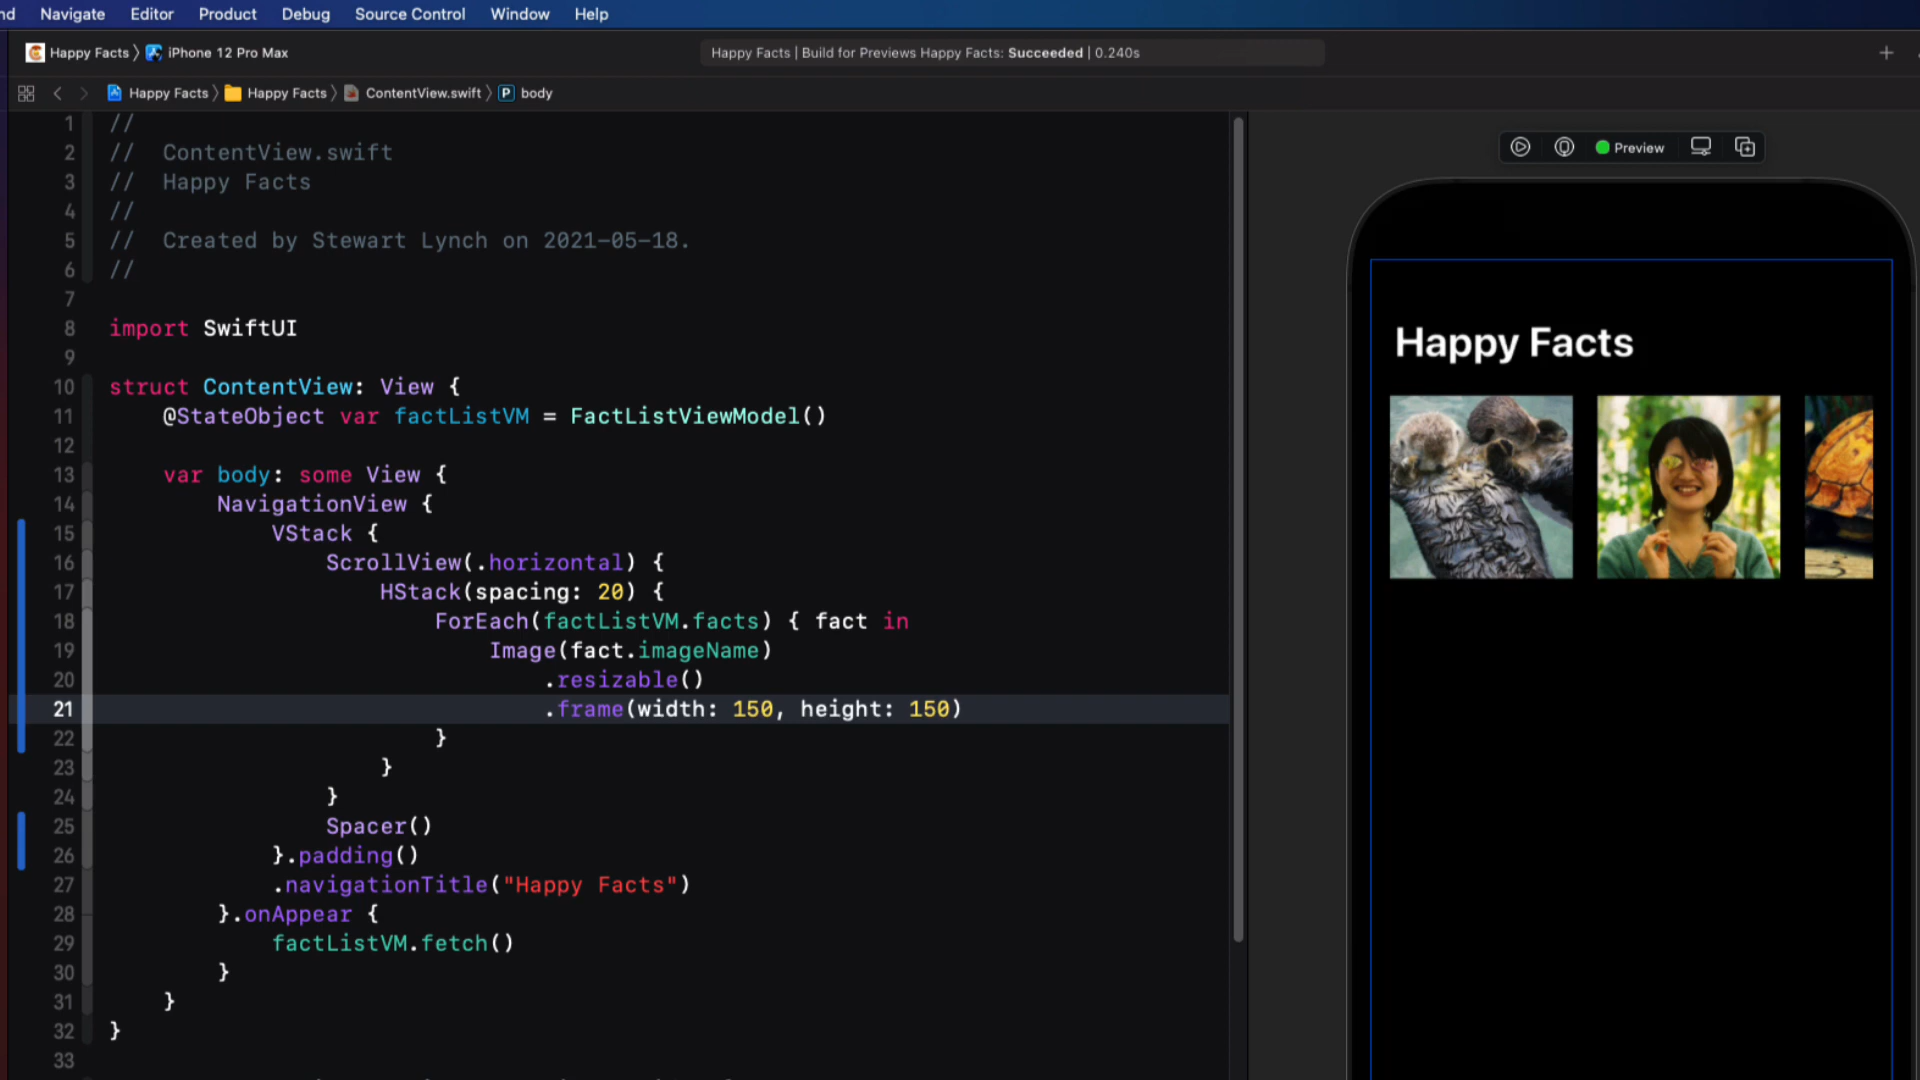 nd Navigate Editor Product Debug Source Control Window Help
Happy Facts 〉 iPhone 12 Pro Max
Happy Facts | Build for Previews Happy Facts: Succeeded | 0.240s
Happy Facts 〉 Happy Facts 〉 ContentView.swift 〉 P body
1 //
2 //  ContentView.swift
3 //  Happy Facts
4 //
5 //  Created by Stewart Lynch on 2021-05-18.
6 //
7
8 import SwiftUI
9
10 struct ContentView: View {
11     @StateObject var factListVM = FactListViewModel()
12
13     var body: some View {
14         NavigationView {
15             VStack {
16                 ScrollView(.horizontal) {
17                     HStack(spacing: 20) {
18                         ForEach(factListVM.facts) { fact in
19                             Image(fact.imageName)
20                                 .resizable()
21                                 .frame(width: 150, height: 150)
22                         }
23                     }
24                 }
25                 Spacer()
26             }.padding()
27             .navigationTitle("Happy Facts")
28         }.onAppear {
29             factListVM.fetch()
30         }
31     }
32 }
33
Preview
Happy Facts